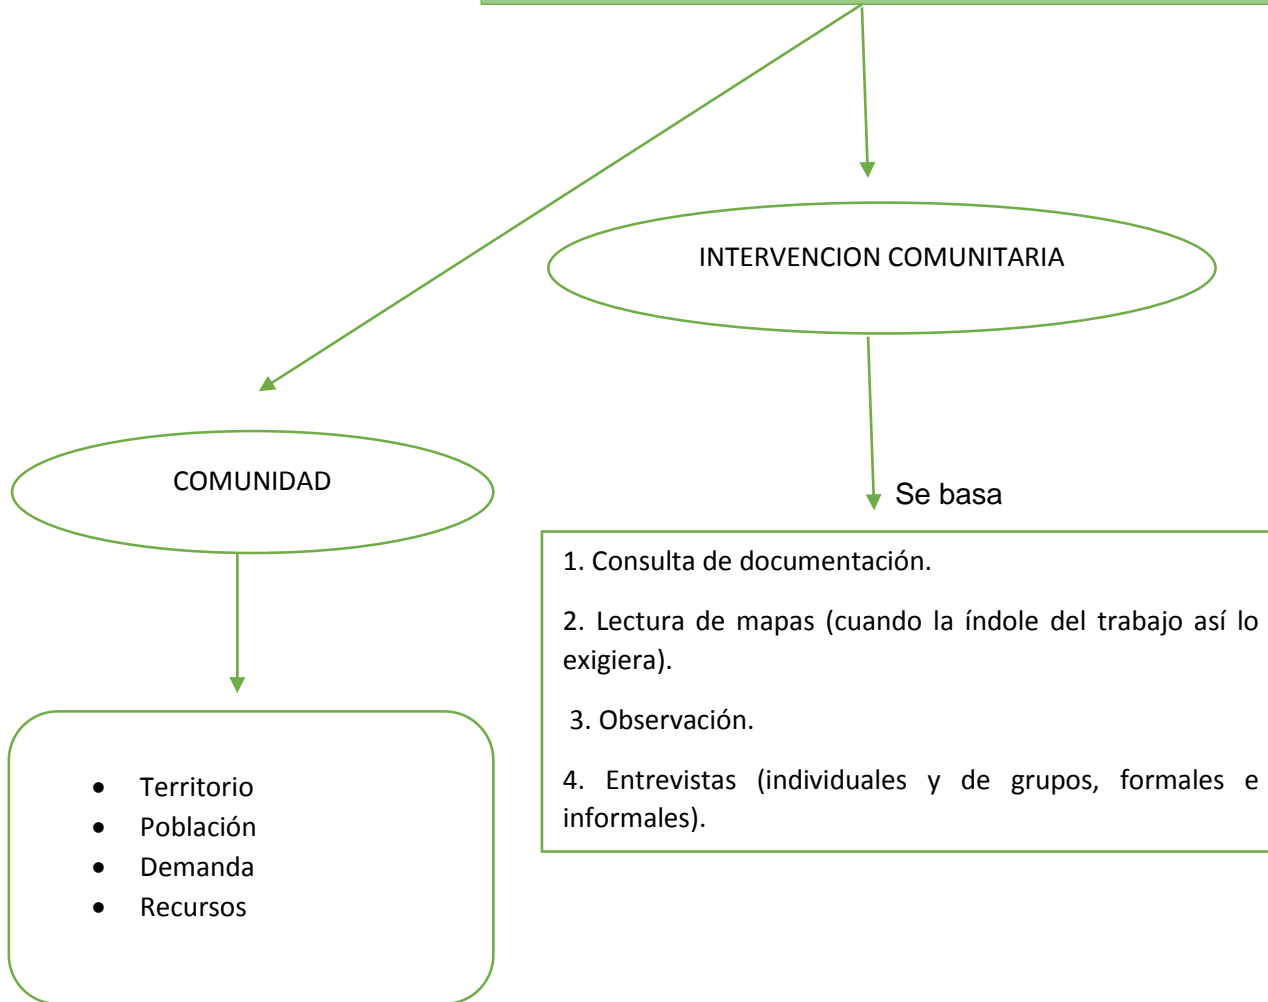 INTERVENCION COMUNITARIA
COMUNIDAD
Se basa
1. Consulta de documentación.
2. Lectura de mapas (cuando la índole del trabajo así lo
exigiera).
3. Observación.
4. Entrevistas (individuales y de grupos, formales e
informales).
• Territorio
• Población
• Demanda
• Recursos